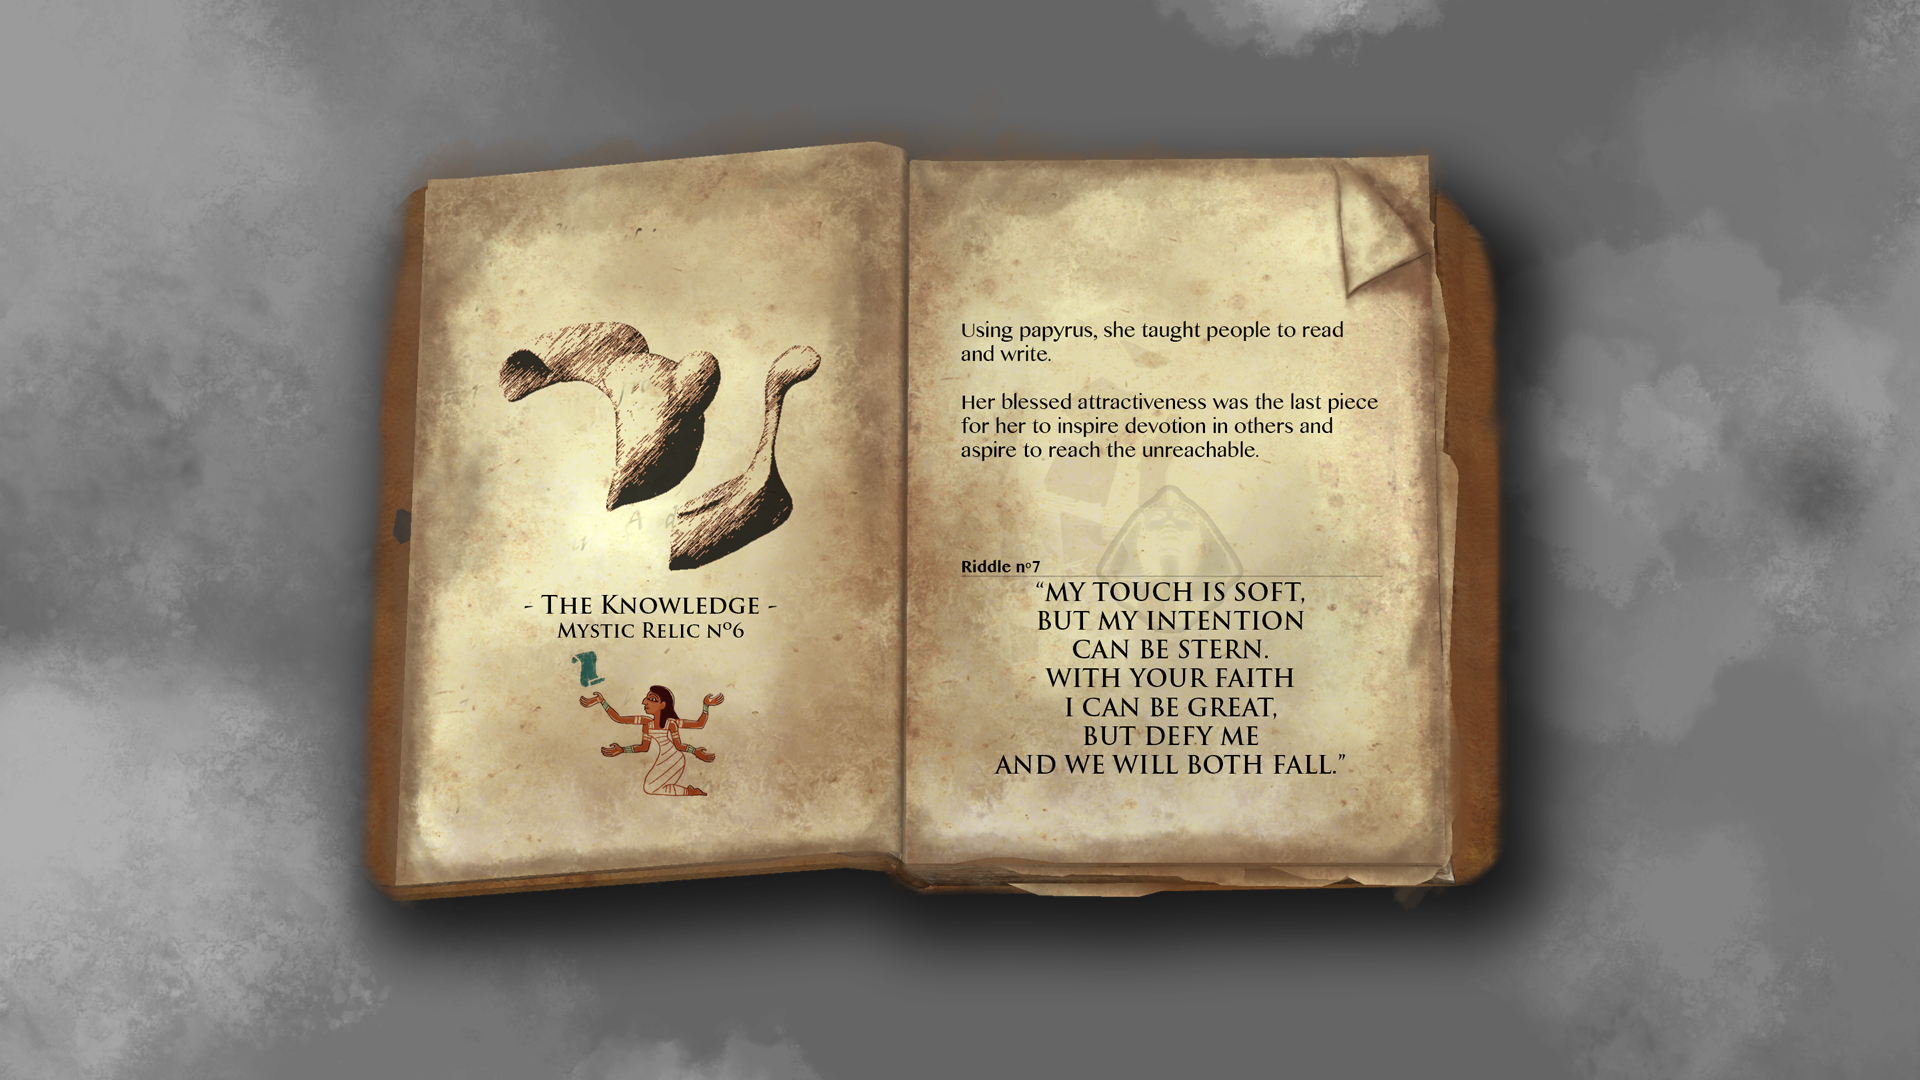 - The Knowledge -
Mystic Relic Nº6
Using papyrus, she taught people to read
and write.
Her blessed attractiveness was the last piece
for her to inspire devotion in others and
aspire to reach the unreachable.
Riddle nº7
“MY TOUCH IS SOFT,
BUT MY INTENTION
CAN BE STERN.
WITH YOUR FAITH
I CAN BE GREAT,
BUT DEFY ME
AND WE WILL BOTH FALL.”